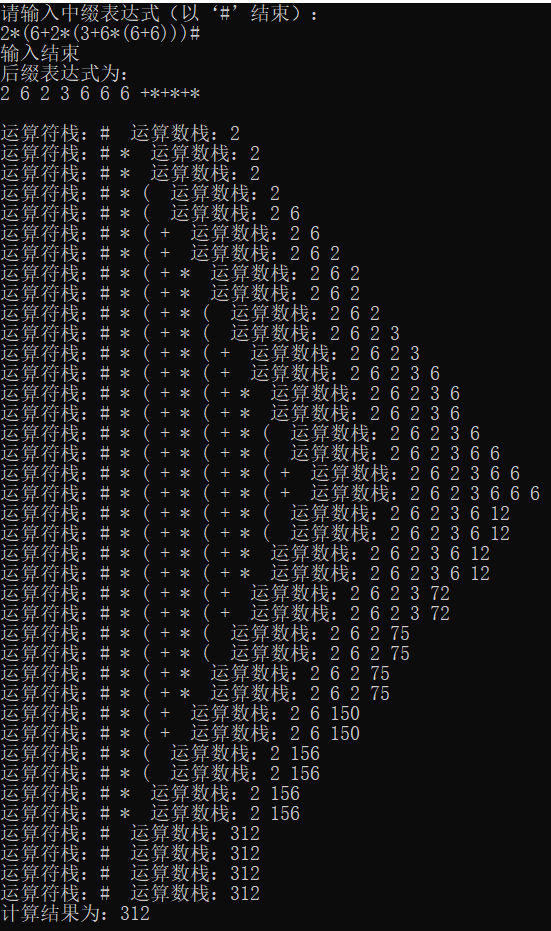 请输入中缀表达式（以‘#’结束）：
2*(6+2*(3+6*(6+6)))#
输入结束
后缀表达式为：
2 6 2 3 6 6 6 +*+*+*
运算符栈：#  运算数栈：2
运算符栈：# *  运算数栈：2
运算符栈：# *  运算数栈：2
运算符栈：# * (  运算数栈：2
运算符栈：# * (  运算数栈：2 6
运算符栈：# * ( +  运算数栈：2 6
运算符栈：# * ( +  运算数栈：2 6 2
运算符栈：# * ( + *  运算数栈：2 6 2
运算符栈：# * ( + *  运算数栈：2 6 2
运算符栈：# * ( + * (  运算数栈：2 6 2
运算符栈：# * ( + * (  运算数栈：2 6 2 3
运算符栈：# * ( + * ( +  运算数栈：2 6 2 3
运算符栈：# * ( + * ( +  运算数栈：2 6 2 3 6
运算符栈：# * ( + * ( + *  运算数栈：2 6 2 3 6
运算符栈：# * ( + * ( + *  运算数栈：2 6 2 3 6
运算符栈：# * ( + * ( + * (  运算数栈：2 6 2 3 6
运算符栈：# * ( + * ( + * (  运算数栈：2 6 2 3 6 6
运算符栈：# * ( + * ( + * ( +  运算数栈：2 6 2 3 6 6
运算符栈：# * ( + * ( + * ( +  运算数栈：2 6 2 3 6 6 6
运算符栈：# * ( + * ( + * (  运算数栈：2 6 2 3 6 12
运算符栈：# * ( + * ( + * (  运算数栈：2 6 2 3 6 12
运算符栈：# * ( + * ( + *  运算数栈：2 6 2 3 6 12
运算符栈：# * ( + * ( + *  运算数栈：2 6 2 3 6 12
运算符栈：# * ( + * ( +  运算数栈：2 6 2 3 72
运算符栈：# * ( + * ( +  运算数栈：2 6 2 3 72
运算符栈：# * ( + * (  运算数栈：2 6 2 75
运算符栈：# * ( + * (  运算数栈：2 6 2 75
运算符栈：# * ( + *  运算数栈：2 6 2 75
运算符栈：# * ( + *  运算数栈：2 6 2 75
运算符栈：# * ( +  运算数栈：2 6 150
运算符栈：# * ( +  运算数栈：2 6 150
运算符栈：# * (  运算数栈：2 156
运算符栈：# * (  运算数栈：2 156
运算符栈：# *  运算数栈：2 156
运算符栈：# *  运算数栈：2 156
运算符栈：#  运算数栈：312
运算符栈：#  运算数栈：312
运算符栈：#  运算数栈：312
运算符栈：#  运算数栈：312
计算结果为：312